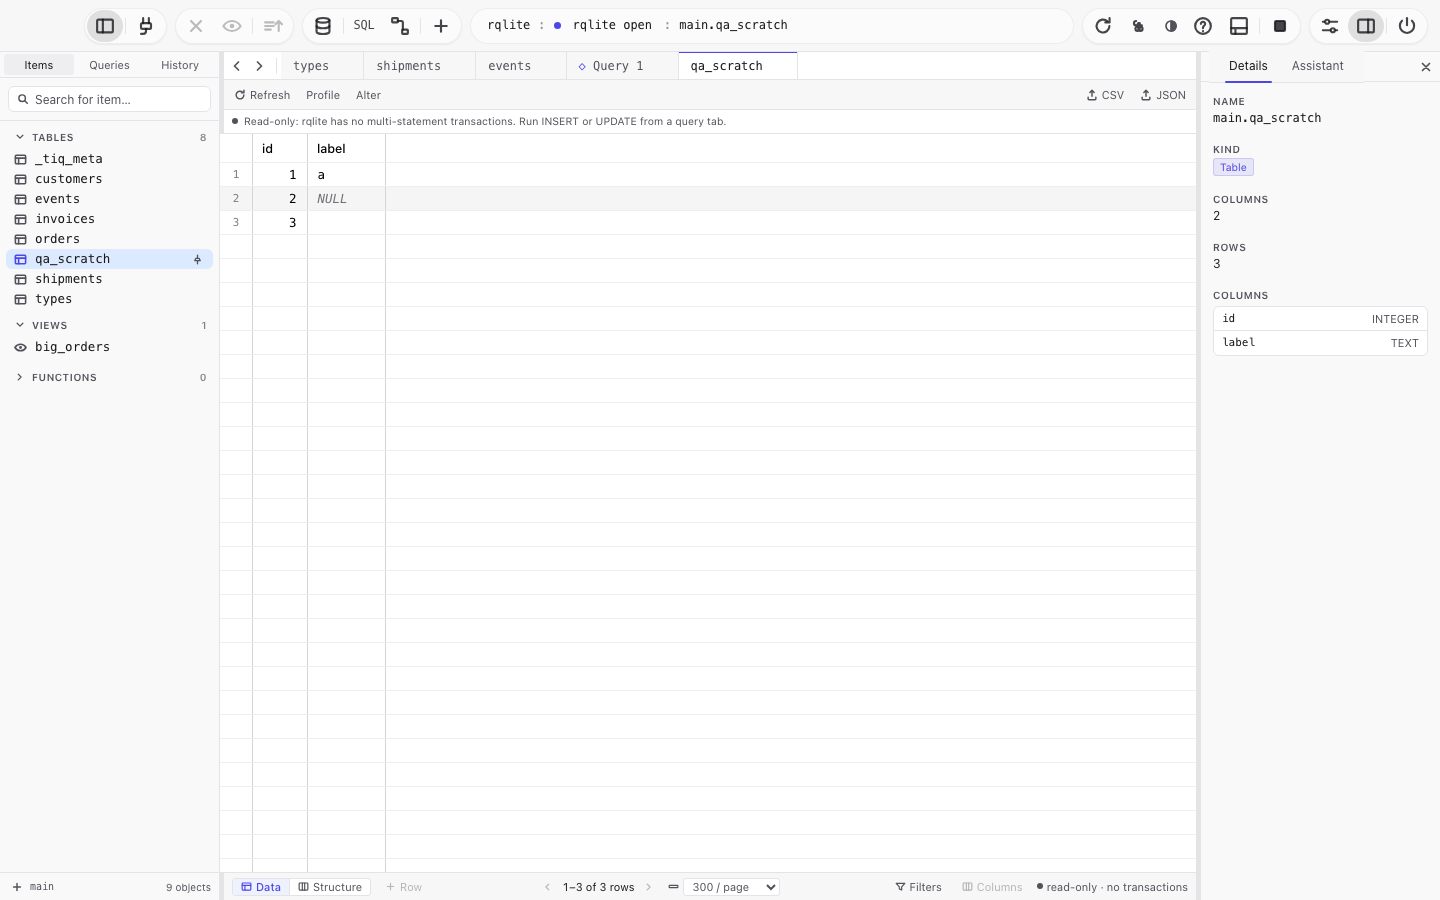 SQL
rqlite : rqlite open : main.qa_scratch
Items Queries History
Search for item...
TABLES 8
_tiq_meta
customers
events
invoices
orders
qa_scratch
shipments
types
VIEWS 1
big_orders
FUNCTIONS 0
main 9 objects
types shipments events Query 1 qa_scratch
Refresh Profile Alter CSV JSON
Read-only: rqlite has no multi-statement transactions. Run INSERT or UPDATE from a query tab.
id label
1 1 a
2 2 NULL
3 3
Data Structure + Row 1–3 of 3 rows 300 / page Filters Columns read-only · no transactions
Details Assistant
NAME
main.qa_scratch
KIND
Table
COLUMNS
2
ROWS
3
COLUMNS
id INTEGER
label TEXT